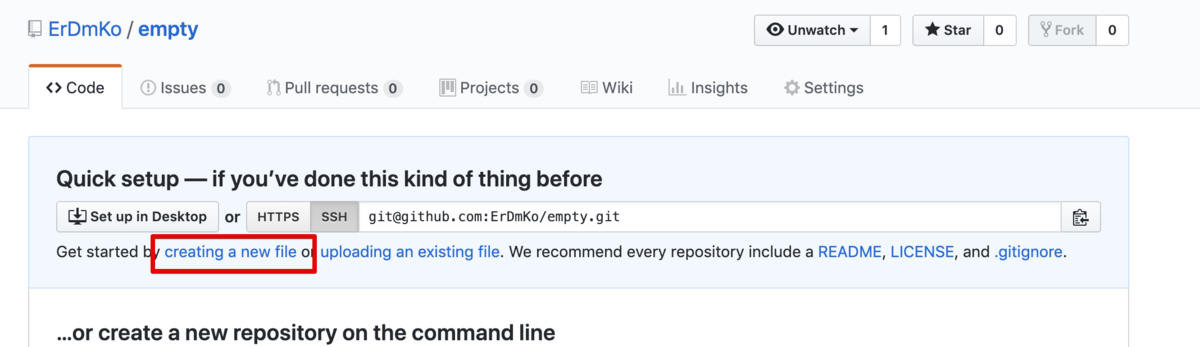 ErDmKo / empty
Unwatch 1 Star 0 Fork 0
Code Issues 0 Pull requests 0 Projects 0 Wiki Insights Settings
Quick setup — if you’ve done this kind of thing before
Set up in Desktop or HTTPS SSH git@github.com:ErDmKo/empty.git
Get started by creating a new file or uploading an existing file. We recommend every repository include a README, LICENSE, and .gitignore.
…or create a new repository on the command line